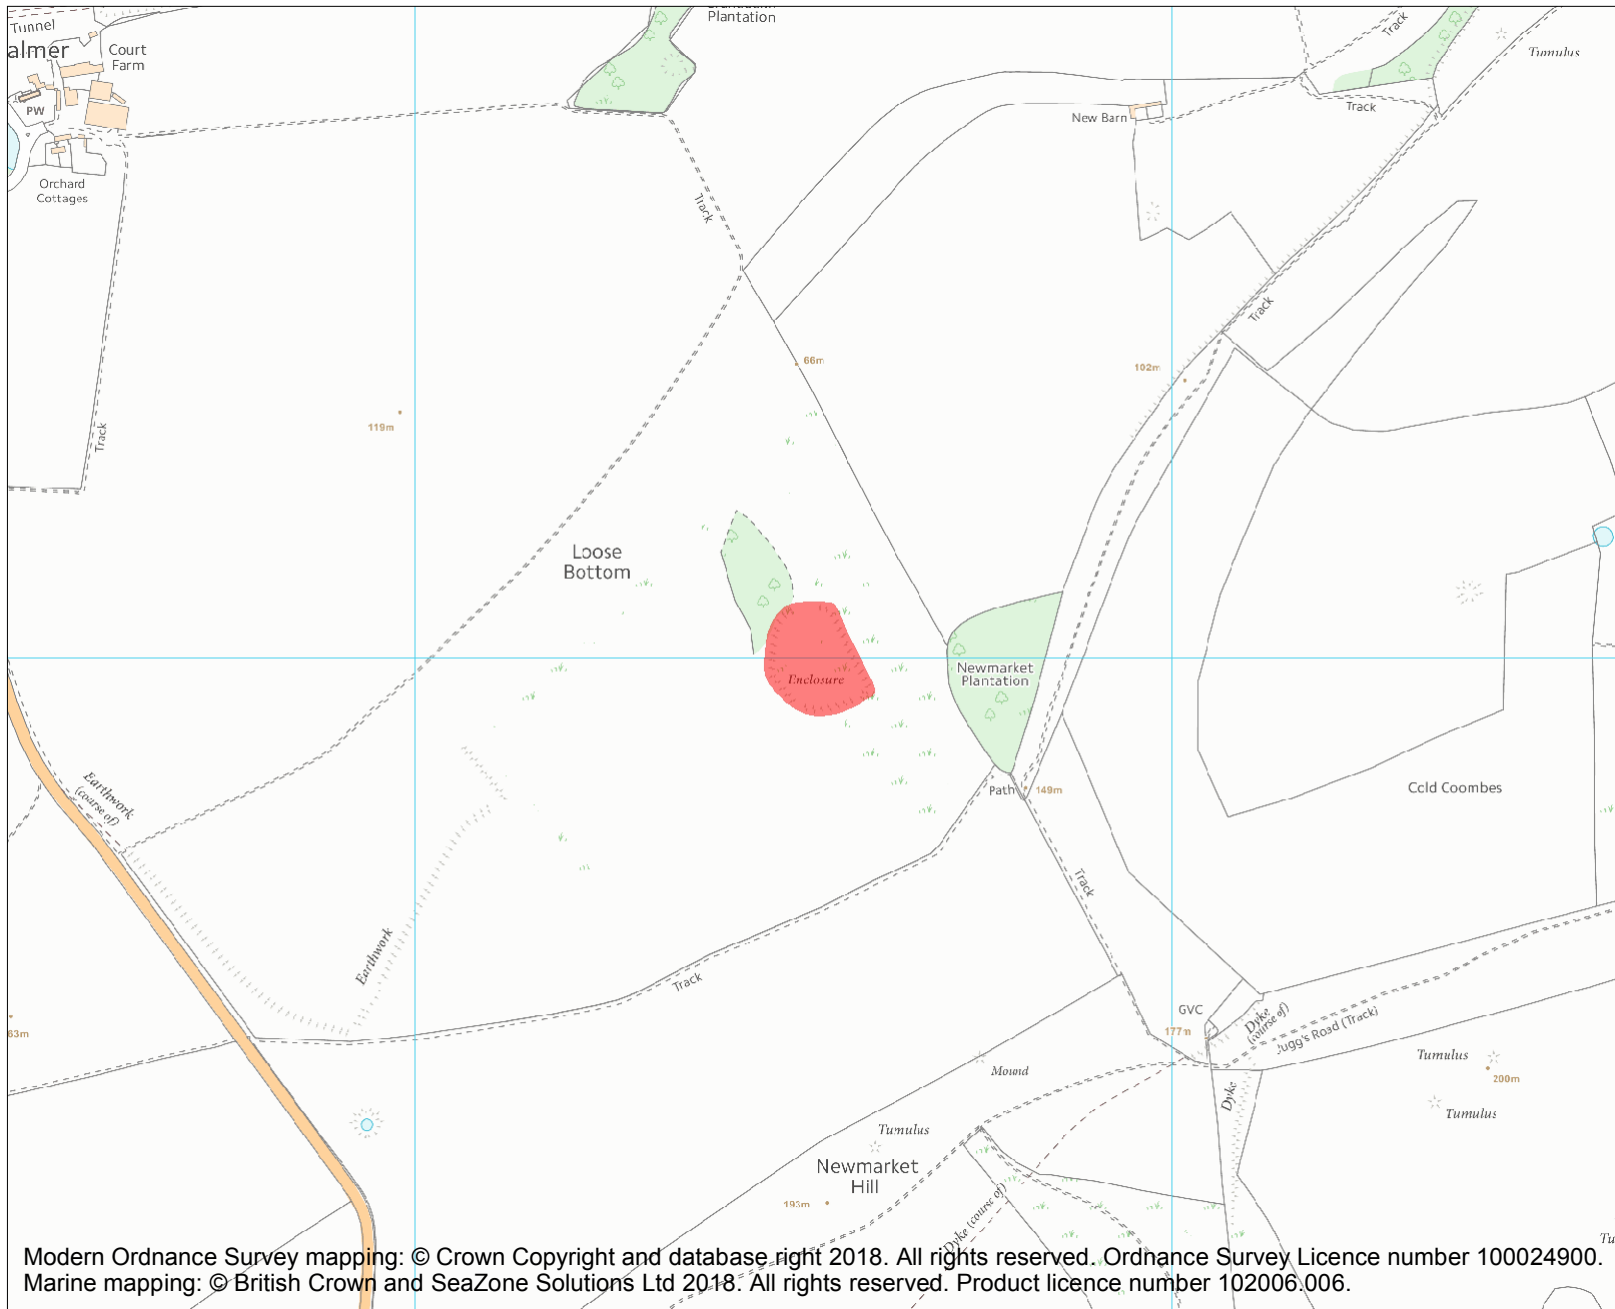 Tunnel
almer
Court
Farm
PW
Orchard
Cottages
Track
Plantation
Track
New Barn
Track
Track
Tumulus
Track
66m
102m
119m
Loose
Bottom
Enclosure
Newmarket
Plantation
Path
149m
Earthwork
(course of)
Earthwork
Track
Track
Ccld Coombes
GVC
177m
Dyke
(course of)
Jugg's Road (Track)
63m
Mound
Tumulus
200m
Tumulus
Dyke
Tumulus
Newmarket
Hill
193m
Dyke (course of)
Tu
Modern Ordnance Survey mapping: © Crown Copyright and database right 2018. All rights reserved. Ordnance Survey Licence number 100024900.
Marine mapping: © British Crown and SeaZone Solutions Ltd 2018. All rights reserved. Product licence number 102006.006.